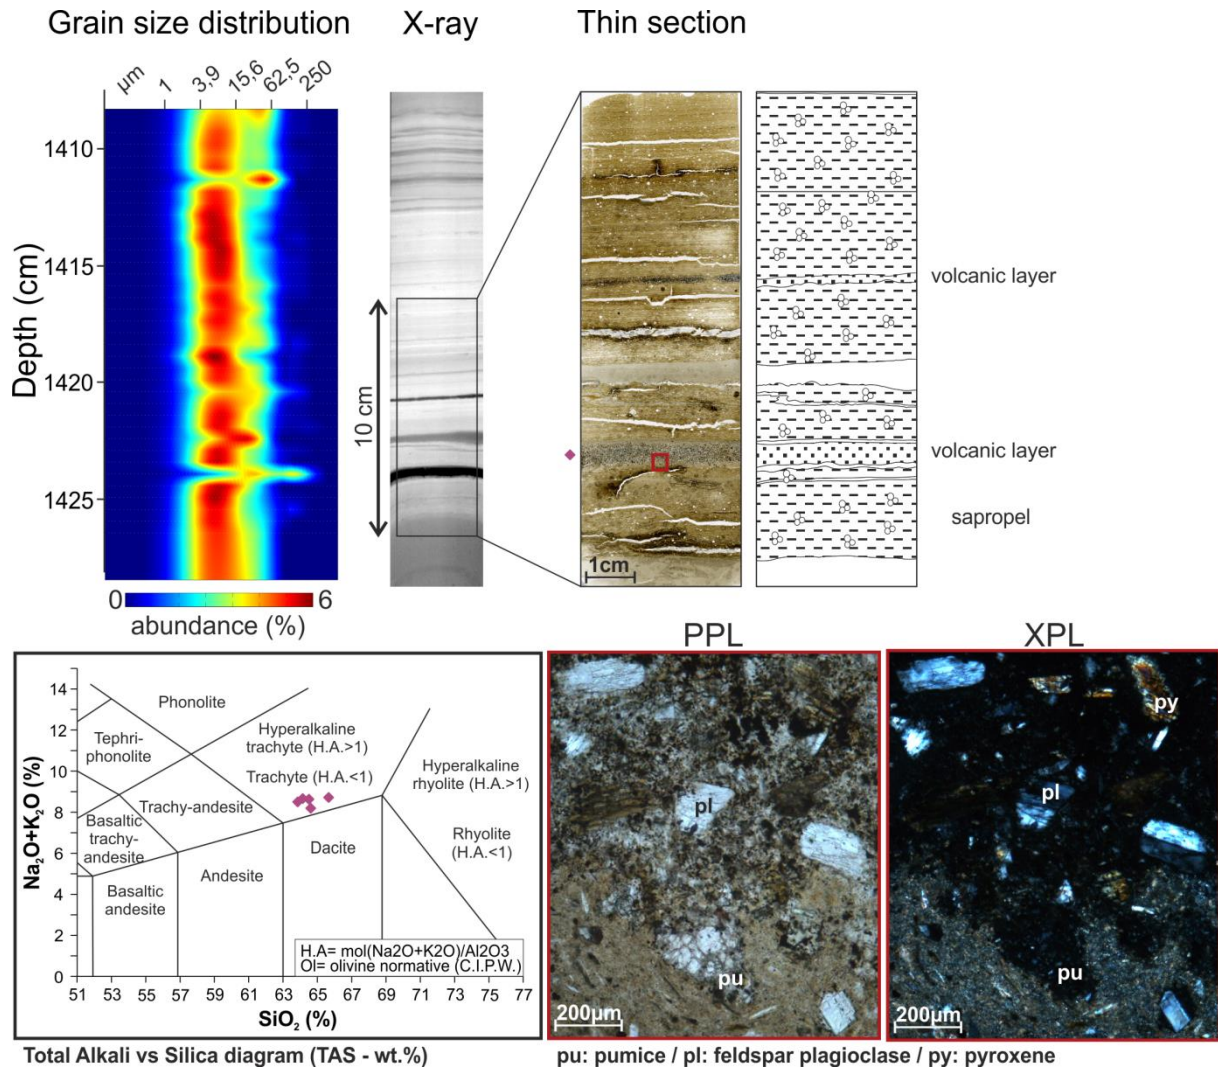 Grain size distribution
X-ray
Thin section
µm
1
3,9
15,6
62,5
250
Depth (cm)
1410
1415
1420
1425
0
6
abundance (%)
10 cm
1cm
volcanic layer
volcanic layer
sapropel
Na2O+K2O (%)
14
12
10
8
6
4
2
0
Phonolite
Tephri-
phonolite
Hyperalkaline
trachyte (H.A.>1)
Trachyte (H.A.<1)
Hyperalkaline
rhyolite (H.A.>1)
Trachy-andesite
Basaltic
trachy-
andesite
Basaltic
andesite
Andesite
Dacite
Rhyolite
(H.A.<1)
H.A= mol(Na2O+K2O)/Al2O3
Ol= olivine normative (C.I.P.W.)
51 53 55 57 59 61 63 65 67 69 71 73 75 77
SiO2 (%)
Total Alkali vs Silica diagram (TAS - wt.%)
PPL
pl
pu
200µm
XPL
py
pl
pu
200µm
pu: pumice / pl: feldspar plagioclase / py: pyroxene